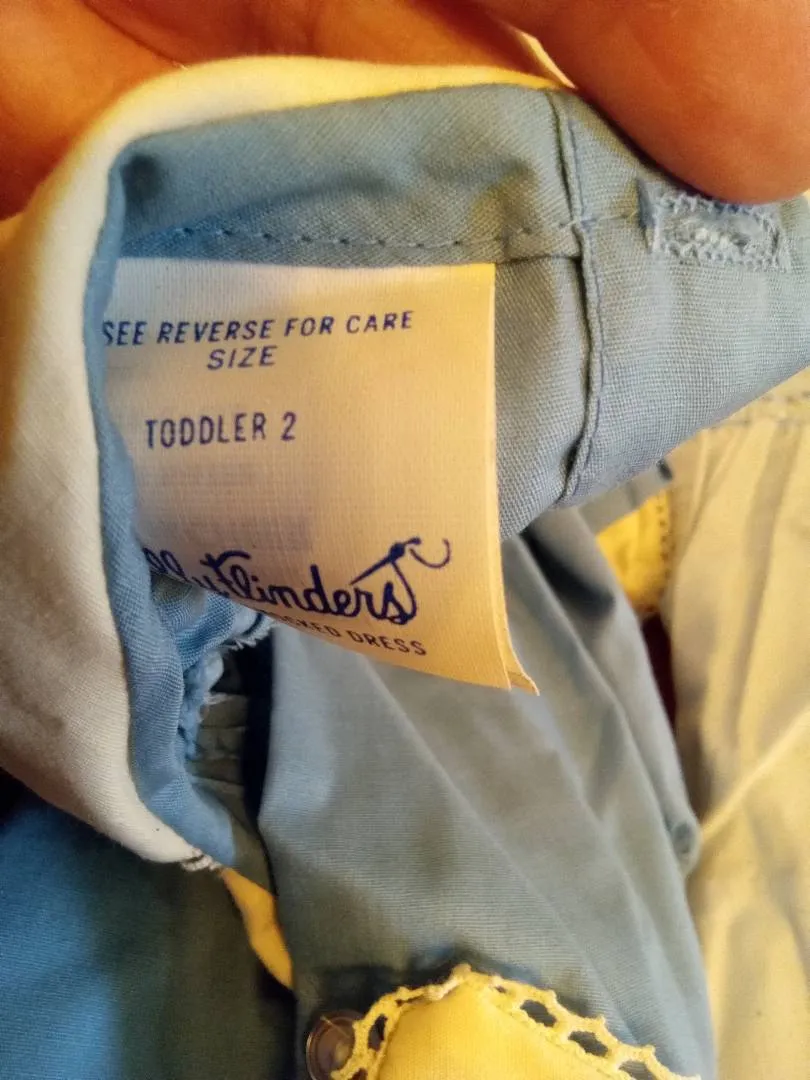 SEE REVERSE FOR CARE
SIZE
TODDLER 2
Flinders
DRESS